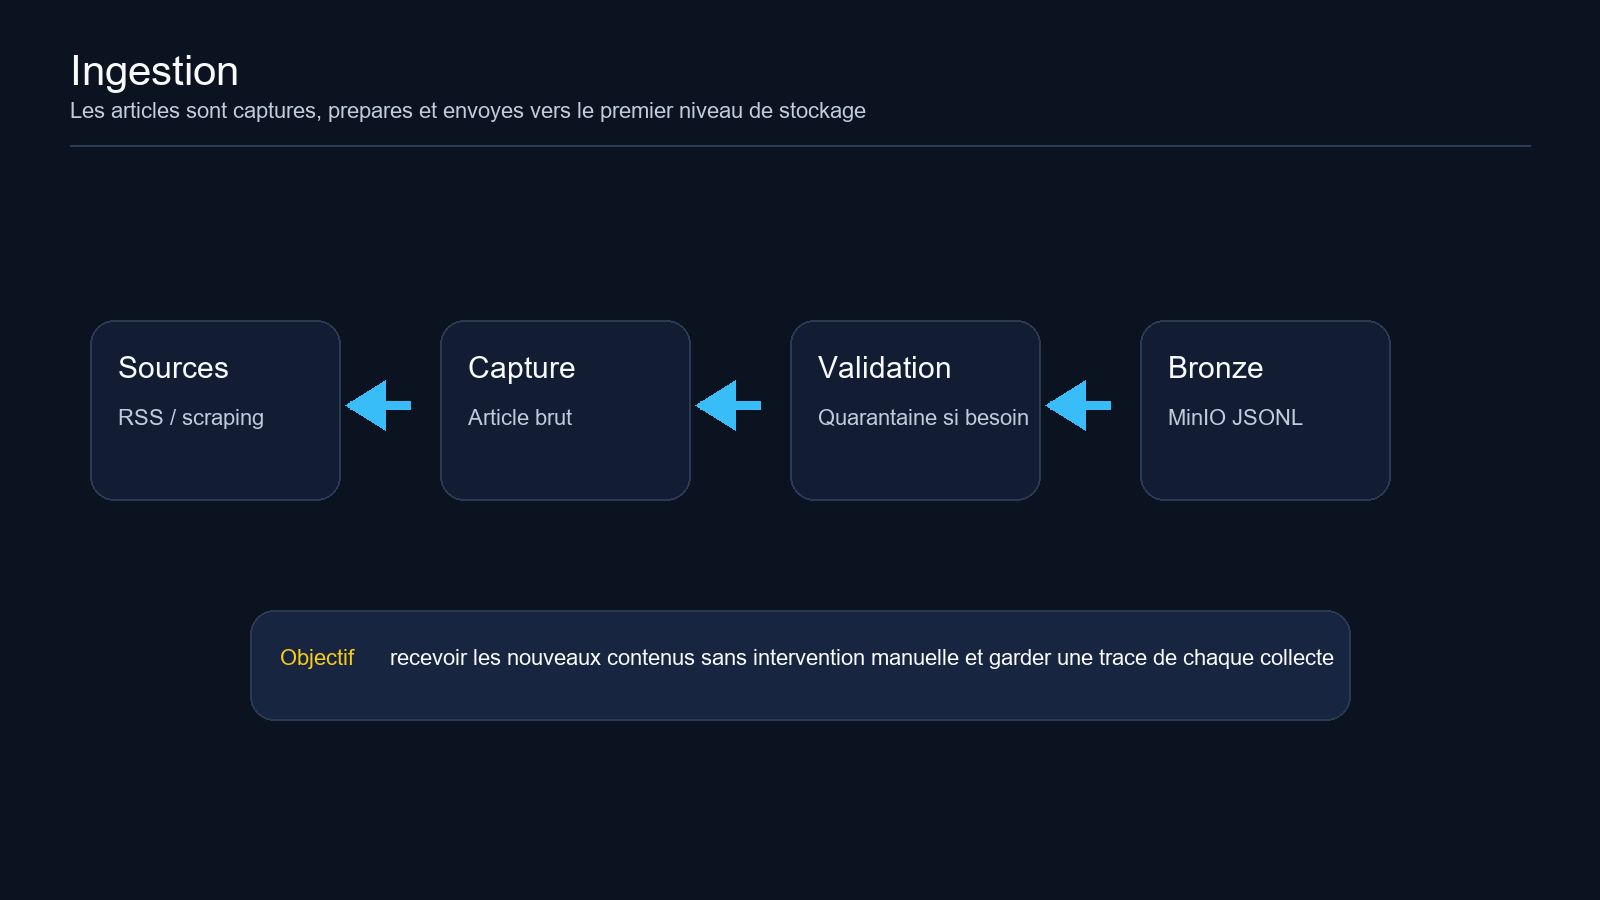 Ingestion
Les articles sont captures, prepares et envoyes vers le premier niveau de stockage
Sources
RSS / scraping
Capture
Article brut
Validation
Quarantaine si besoin
Bronze
MinIO JSONL
Objectif recevoir les nouveaux contenus sans intervention manuelle et garder une trace de chaque collecte